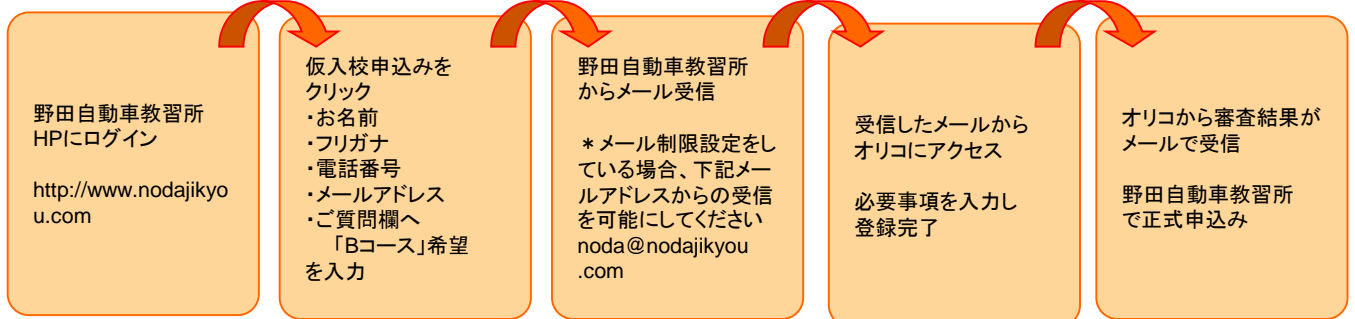 野田自動車教習所
HPにログイン
http://www.nodajikyo
u.com
仮入校申込みを
クリック
・お名前
・フリガナ
・電話番号
・メールアドレス
・ご質問欄へ
「Bコース」希望
を入力
野田自動車教習所
からメール受信
＊メール制限設定をし
ている場合、下記メー
ルアドレスからの受信
を可能にしてください
noda@nodajikyou
.com
受信したメールから
オリコにアクセス
必要事項を入力し
登録完了
オリコから審査結果が
メールで受信
野田自動車教習所
で正式申込み